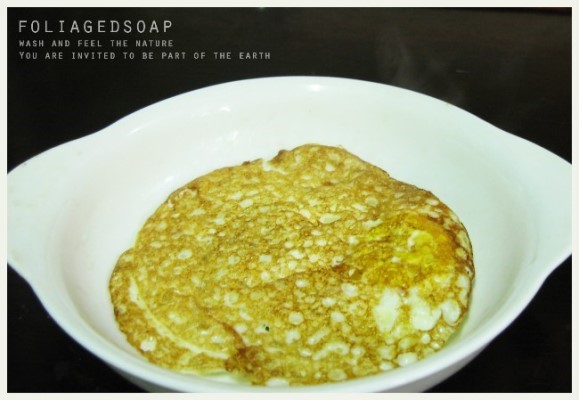 FOLIAGEDSOAP
WASH AND FEEL THE NATURE
YOU ARE INVITED TO BE PART OF THE EARTH